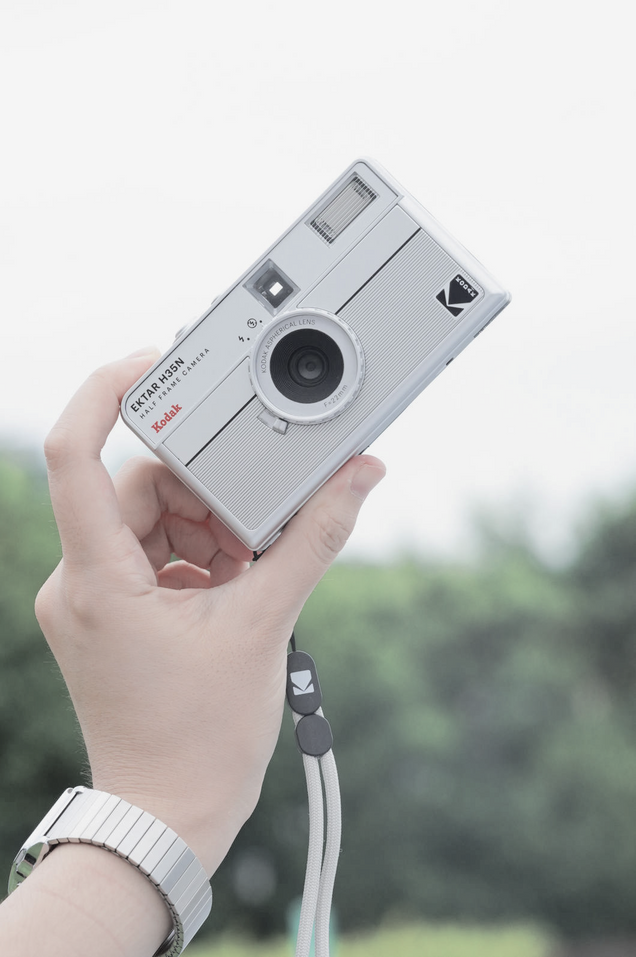 KODAK
KODAK ASPHERICAL LENS
F=22mm
EKTAR H35N
HALF FRAME CAMERA
Kodak